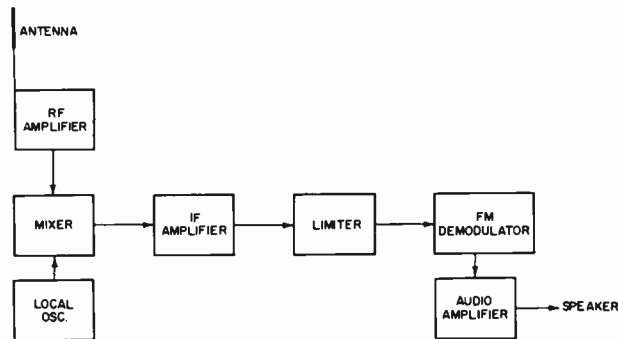 ANTENNA
RF
AMPLIFIER
MIXER
IF
AMPLIFIER
LIMITER
FM
DEMODULATOR
LOCAL
OSC.
AUDIO
AMPLIFIER
SPEAKER